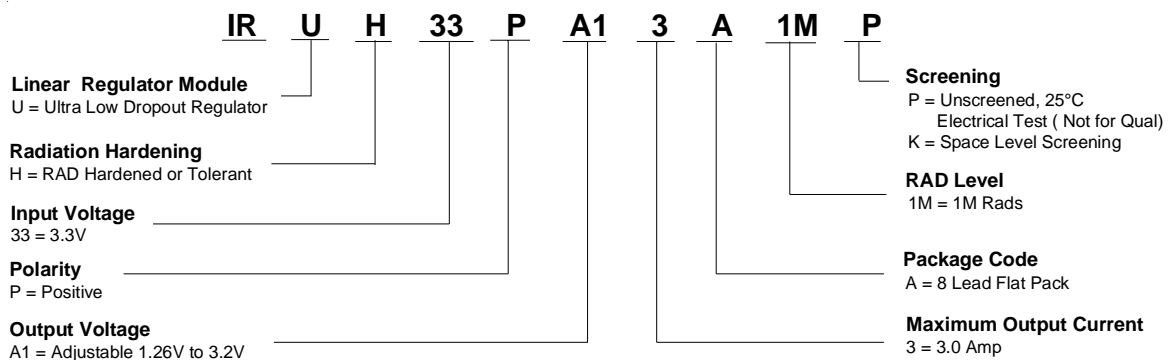 IR U H 33 P A1 3 A 1M P
Linear Regulator Module
U = Ultra Low Dropout Regulator
Radiation Hardening
H = RAD Hardened or Tolerant
Input Voltage
33 = 3.3V
Polarity
P = Positive
Output Voltage
A1 = Adjustable 1.26V to 3.2V
Screening
P = Unscreened, 25°C
Electrical Test ( Not for Qual)
K = Space Level Screening
RAD Level
1M = 1M Rads
Package Code
A = 8 Lead Flat Pack
Maximum Output Current
3 = 3.0 Amp